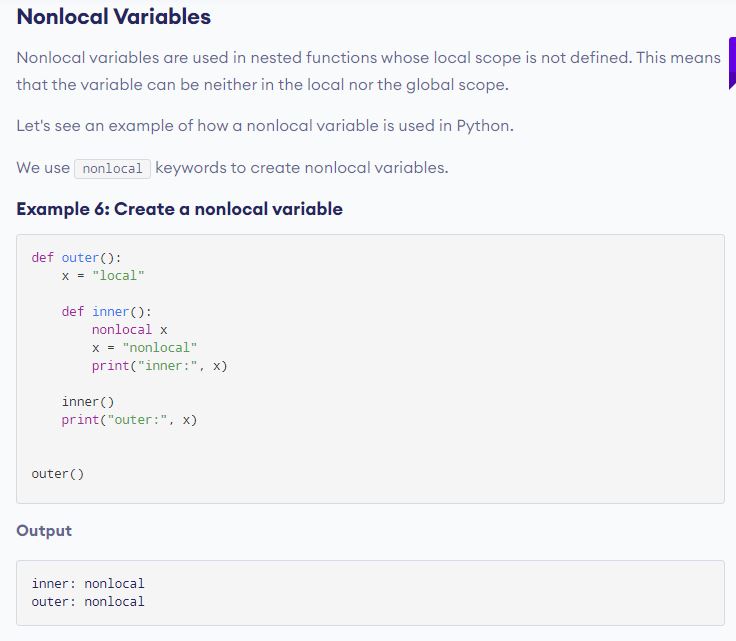 Nonlocal Variables
Nonlocal variables are used in nested functions whose local scope is not defined. This means
that the variable can be neither in the local nor the global scope.
Let's see an example of how a nonlocal variable is used in Python.
We use nonlocal keywords to create nonlocal variables.
Example 6: Create a nonlocal variable
def outer():
    x = "local"
    def inner():
        nonlocal x
        x = "nonlocal"
        print("inner:", x)
    inner()
    print("outer:", x)
outer()
Output
inner: nonlocal
outer: nonlocal